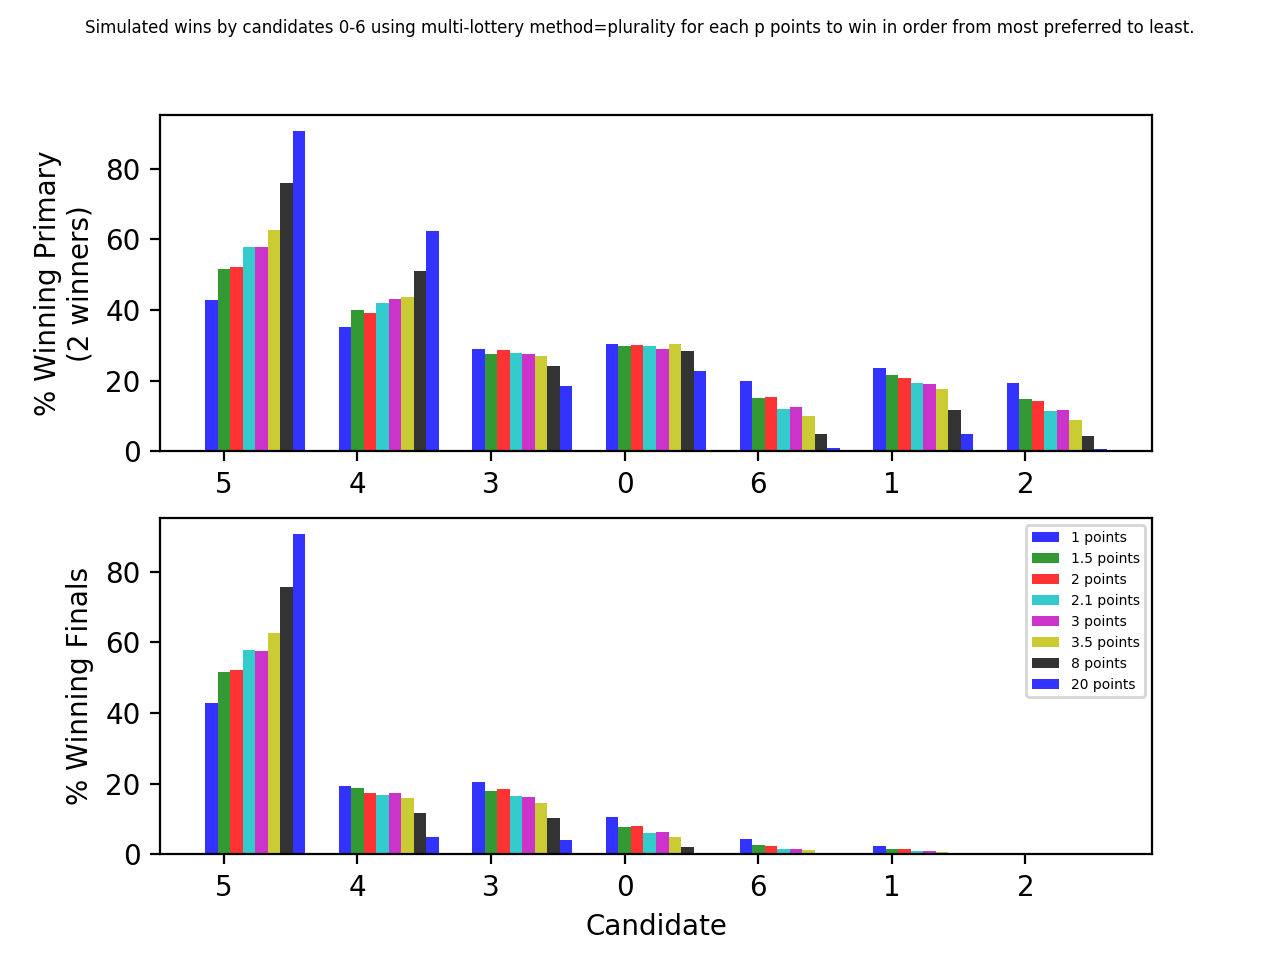 Simulated wins by candidates 0-6 using multi-lottery method=plurality for each p points to win in order from most preferred to least.
% Winning Primary
(2 winners)
80
60
40
20
0
5 4 3 0 6 1 2
% Winning Finals
80
60
40
20
0
1 points
1.5 points
2 points
2.1 points
3 points
3.5 points
8 points
20 points
5 4 3 0 6 1 2
Candidate